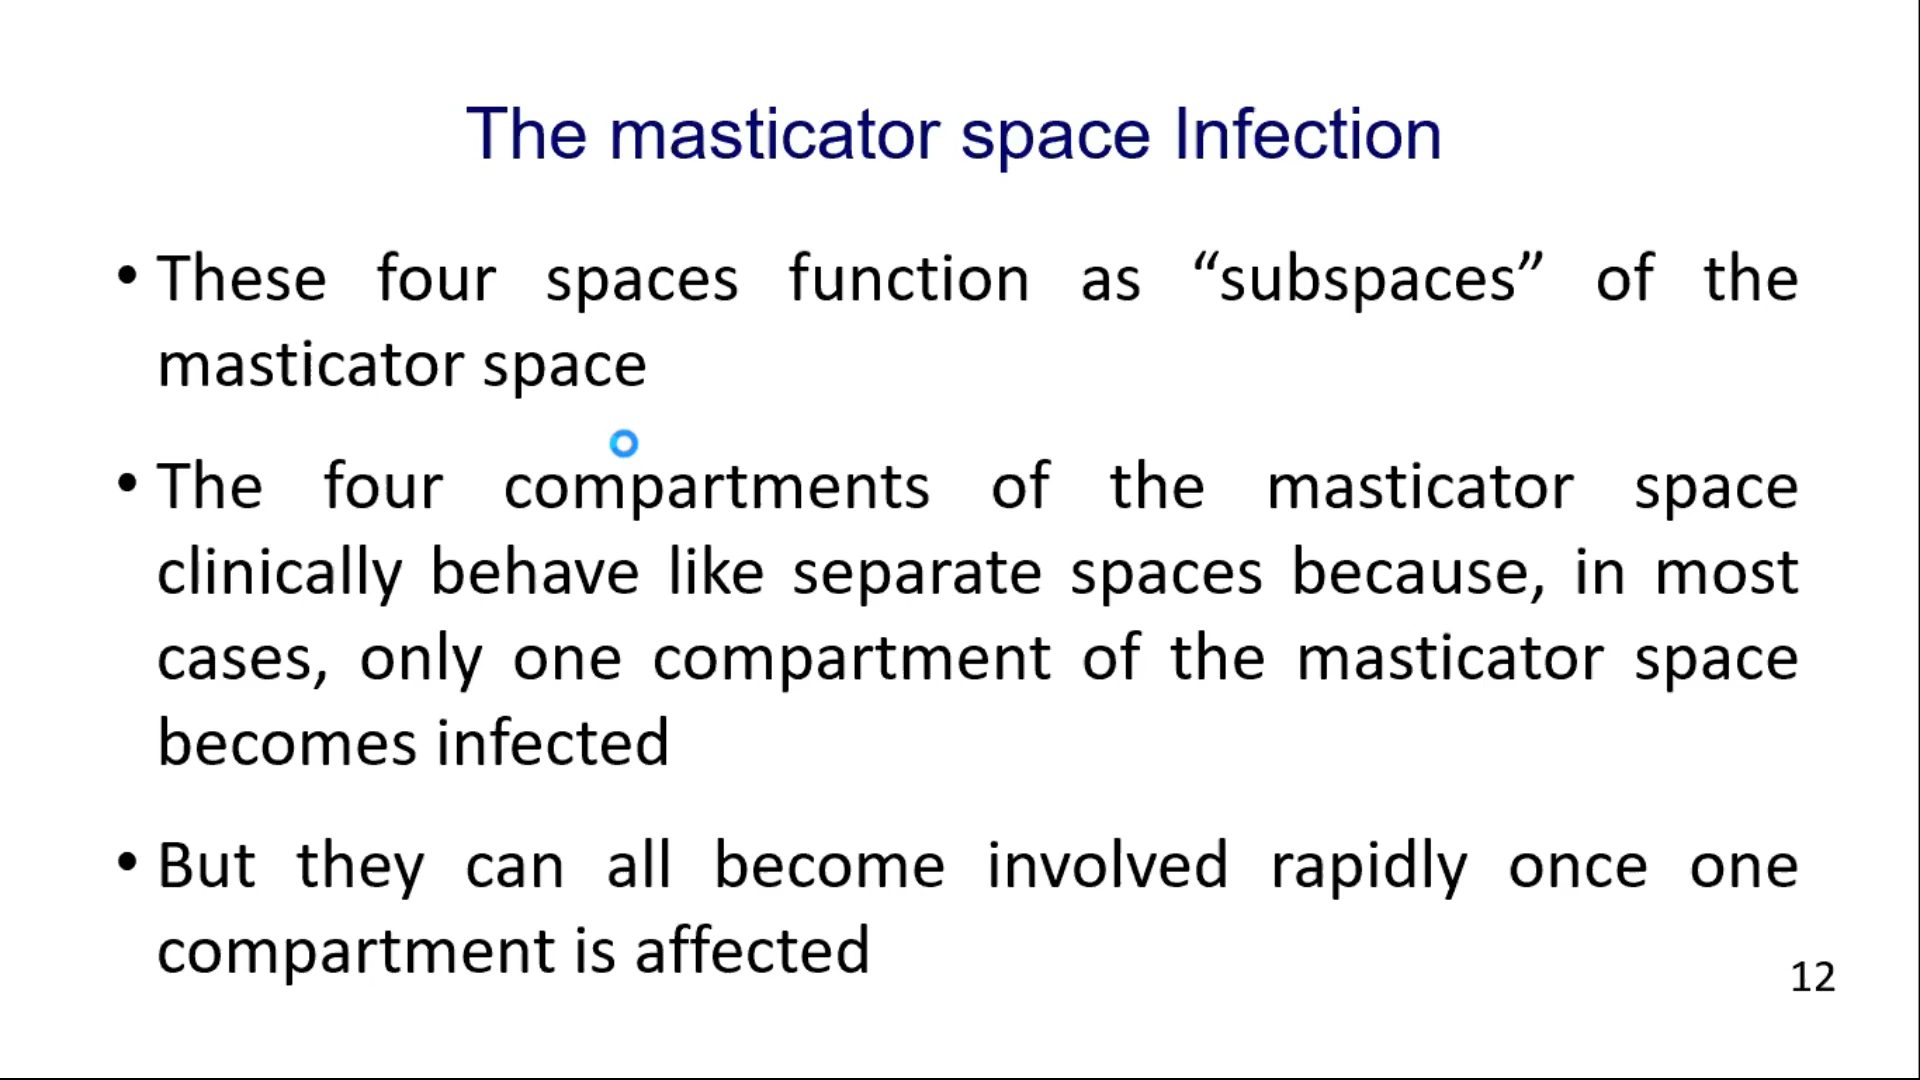 The masticator space Infection
• These four spaces function as “subspaces” of the
masticator space
• The four compartments of the masticator space
clinically behave like separate spaces because, in most
cases, only one compartment of the masticator space
becomes infected
• But they can all become involved rapidly once one
compartment is affected
12